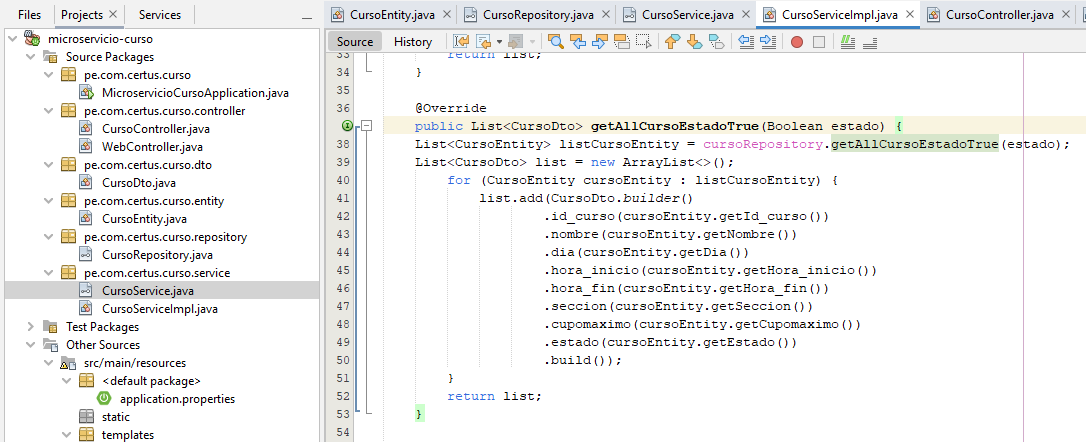 Files
Projects ×
Services
microservicio-curso
Source Packages
pe.com.certus.curso
MicroservicioCursoApplication.java
pe.com.certus.curso.controller
CursoController.java
WebController.java
pe.com.certus.curso.dto
CursoDto.java
pe.com.certus.curso.entity
CursoEntity.java
pe.com.certus.curso.repository
CursoRepository.java
pe.com.certus.curso.service
CursoService.java
CursoServiceImpl.java
Test Packages
Other Sources
src/main/resources
<default package>
application.properties
static
templates
CursoEntity.java × CursoRepository.java × CursoService.java × CursoServiceImpl.java × CursoController.java ×
Source History
33 return list;
34 }
35
36 @Override
public List<CursoDto> getAllCursoEstadoTrue(Boolean estado) {
38 List<CursoEntity> listCursoEntity = cursoRepository.getAllCursoEstadoTrue(estado);
39 List<CursoDto> list = new ArrayList<>();
40 for (CursoEntity cursoEntity : listCursoEntity) {
41 list.add(CursoDto.builder()
42 .id_curso(cursoEntity.getId_curso())
43 .nombre(cursoEntity.getNombre())
44 .dia(cursoEntity.getDia())
45 .hora_inicio(cursoEntity.getHora_inicio())
46 .hora_fin(cursoEntity.getHora_fin())
47 .seccion(cursoEntity.getSeccion())
48 .cupomaximo(cursoEntity.getCupomaximo())
49 .estado(cursoEntity.getEstado())
50 .build());
51 }
52 return list;
53 }
54